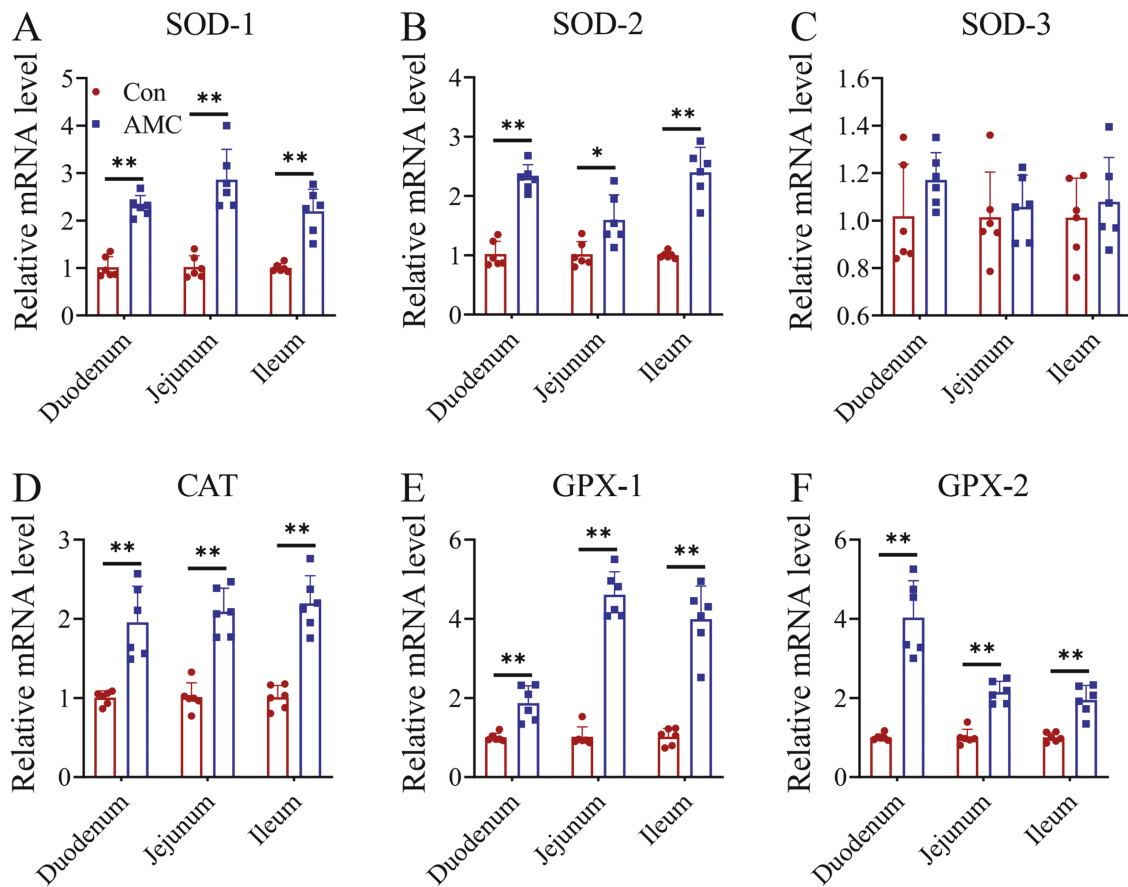 A SOD-1
Relative mRNA level
5
4
3
2
1
0
Con
AMC
**
**
**
Duodenum
Jejunum
Ileum
B SOD-2
Relative mRNA level
4
3
2
1
0
**
*
**
Duodenum
Jejunum
Ileum
C SOD-3
Relative mRNA level
1.6
1.4
1.2
1.0
0.8
0.6
Duodenum
Jejunum
Ileum
D CAT
Relative mRNA level
3
2
1
0
**
**
**
Duodenum
Jejunum
Ileum
E GPX-1
Relative mRNA level
6
4
2
0
**
**
**
Duodenum
Jejunum
Ileum
F GPX-2
Relative mRNA level
6
4
2
0
**
**
**
Duodenum
Jejunum
Ileum